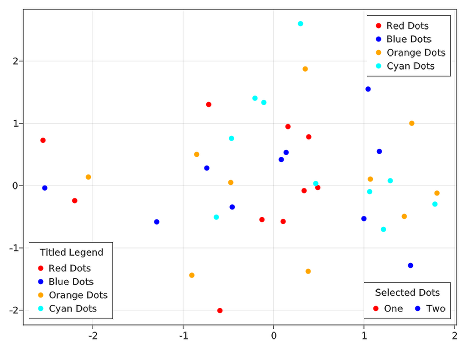 Red Dots
Blue Dots
Orange Dots
Cyan Dots
2
1
0
-1
-2
Titled Legend
Red Dots
Blue Dots
Orange Dots
Cyan Dots
Selected Dots
One Two
-2 -1 0 1 2